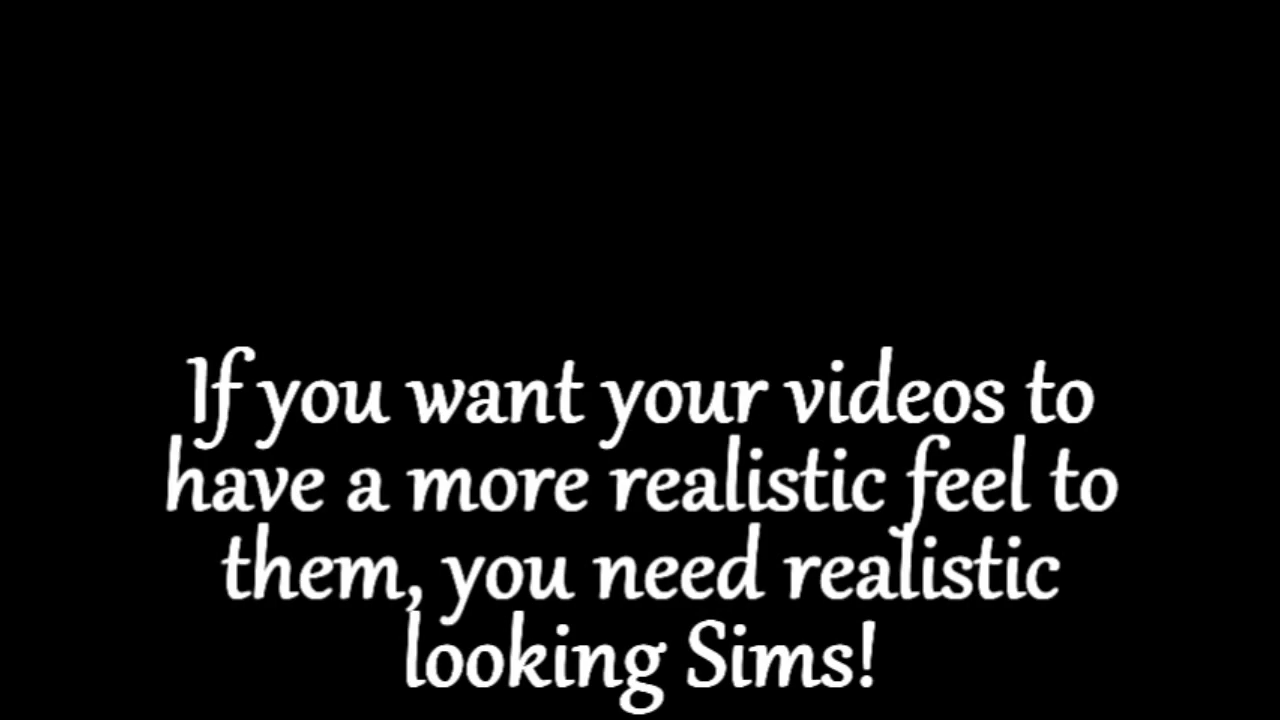 If you want your videos to
have a more realistic feel to
them, you need realistic
looking Sims!